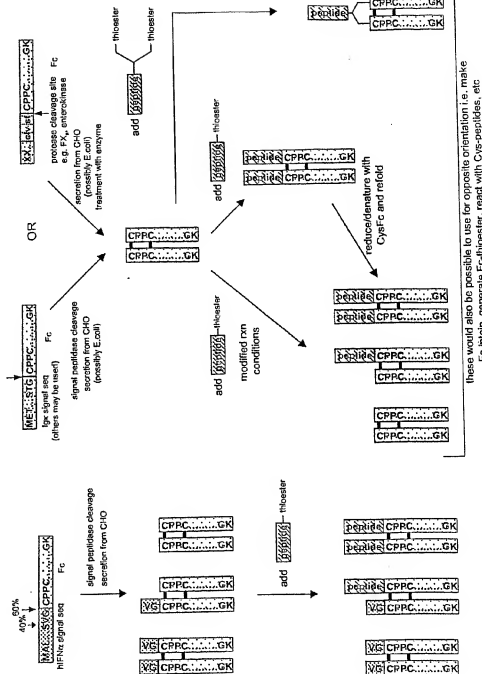 40%
60%
MAL:::SVG CPPC.........GK
hIFNα signal seq
Fc
signal peptidase cleavage
secretion from CHO
VG CPPC.........GK
VG CPPC.........GK
VG CPPC.........GK
CPPC.........GK
CPPC.........GK
CPPC.........GK
add
peptide
thioester
VG CPPC.........GK
VG CPPC.........GK
peptide CPPC.........GK
VG CPPC.........GK
peptide CPPC.........GK
peptide CPPC.........GK
MET:::STG CPPC.........GK
Igκ signal seq
Fc
(others may be used)
signal peptidase cleavage
secretion from CHO
(possibly E.coli)
OR
CPPC.........GK
Fc
protease cleavage site
e.g. FXa, enterokinase
secretion from CHO
(possibly E.coli)
treatment with enzyme
CPPC.........GK
CPPC.........GK
add
peptide
thioester
modified rxn
conditions
add
peptide
thioester
add
peptide
thioester
thioester
peptide CPPC.........GK
peptide CPPC.........GK
reduce/denature with
CysFc and refold
CPPC.........GK
CPPC.........GK
peptide CPPC.........GK
CPPC.........GK
peptide CPPC.........GK
peptide CPPC.........GK
peptide
CPPC.........GK
CPPC.........GK
these would also be possible to use for opposite orientation i.e. make
Fc-intein, generate Fc-thioester, react with Cys-peptides, etc